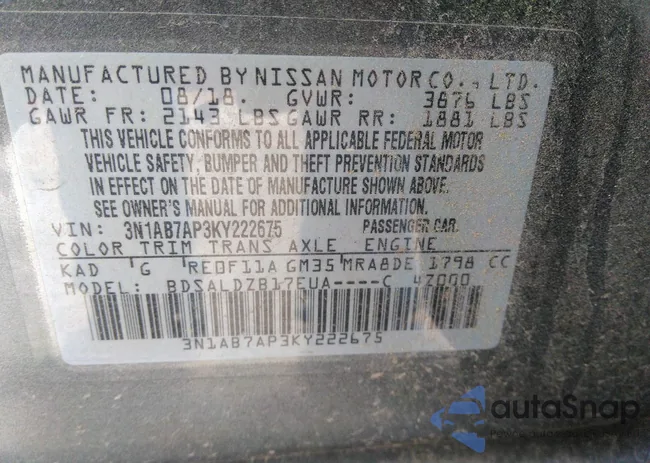 MANUFACTURED BY NISSAN MOTOR CO., LTD.
DATE: 08/18. GVWR: 3876 LBS
GAWR FR: 2143 LBS GAWR RR: 1881 LBS
THIS VEHICLE CONFORMS TO ALL APPLICABLE FEDERAL MOTOR
VEHICLE SAFETY, BUMPER AND THEFT PREVENTION STANDARDS
IN EFFECT ON THE DATE OF MANUFACTURE SHOWN ABOVE.
SEE OWNER'S MANUAL FOR ADDITIONAL INFORMATION.
VIN: 3N1AB7AP3KY222675 PASSENGER CAR.
COLOR TRIM TRANS AXLE ENGINE
KAD G RE0F11A GM35 MRA8DE 1798 CC
MODEL: BDSALDZB17EUA----C 4Z000
3N1AB7AP3KY222675
autoSnap